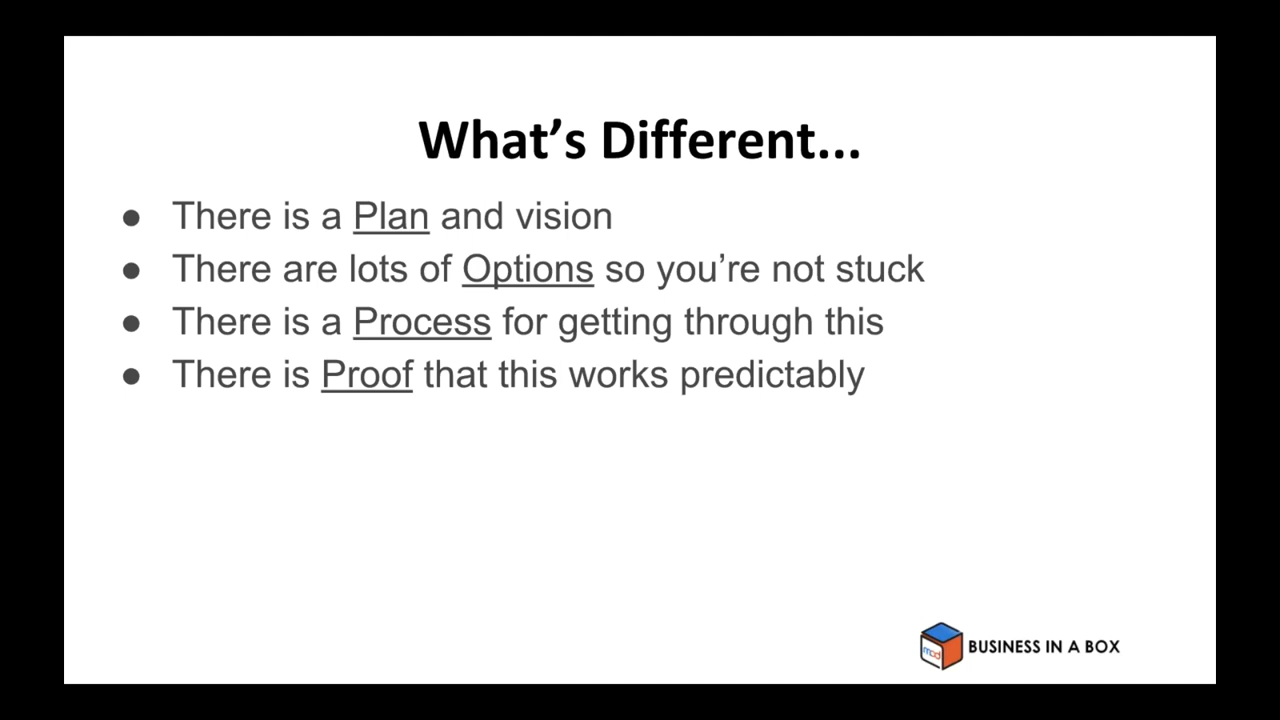 What’s Different...
● There is a Plan and vision
● There are lots of Options so you’re not stuck
● There is a Process for getting through this
● There is Proof that this works predictably
mod
BUSINESS IN A BOX